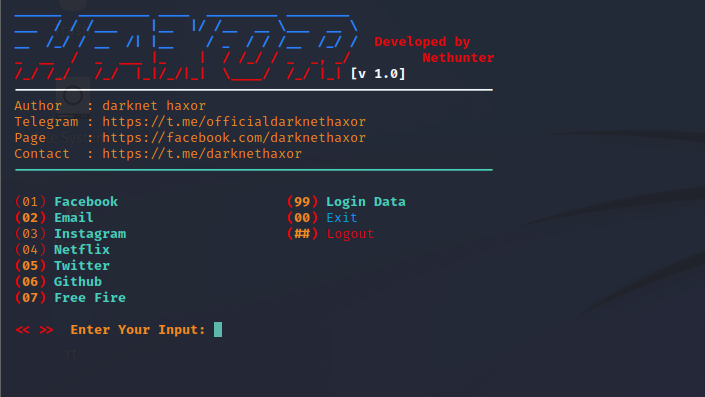 Developed by
Nethunter
[v 1.0]
Author : darknet haxor
Telegram : https://t.me/officialdarknethaxor
Page : https://facebook.com/darknethaxor
Contact : https://t.me/darknethaxor
(01) Facebook (99) Login Data
(02) Email (00) Exit
(03) Instagram (##) Logout
(04) Netflix
(05) Twitter
(06) Github
(07) Free Fire
<< >> Enter Your Input: